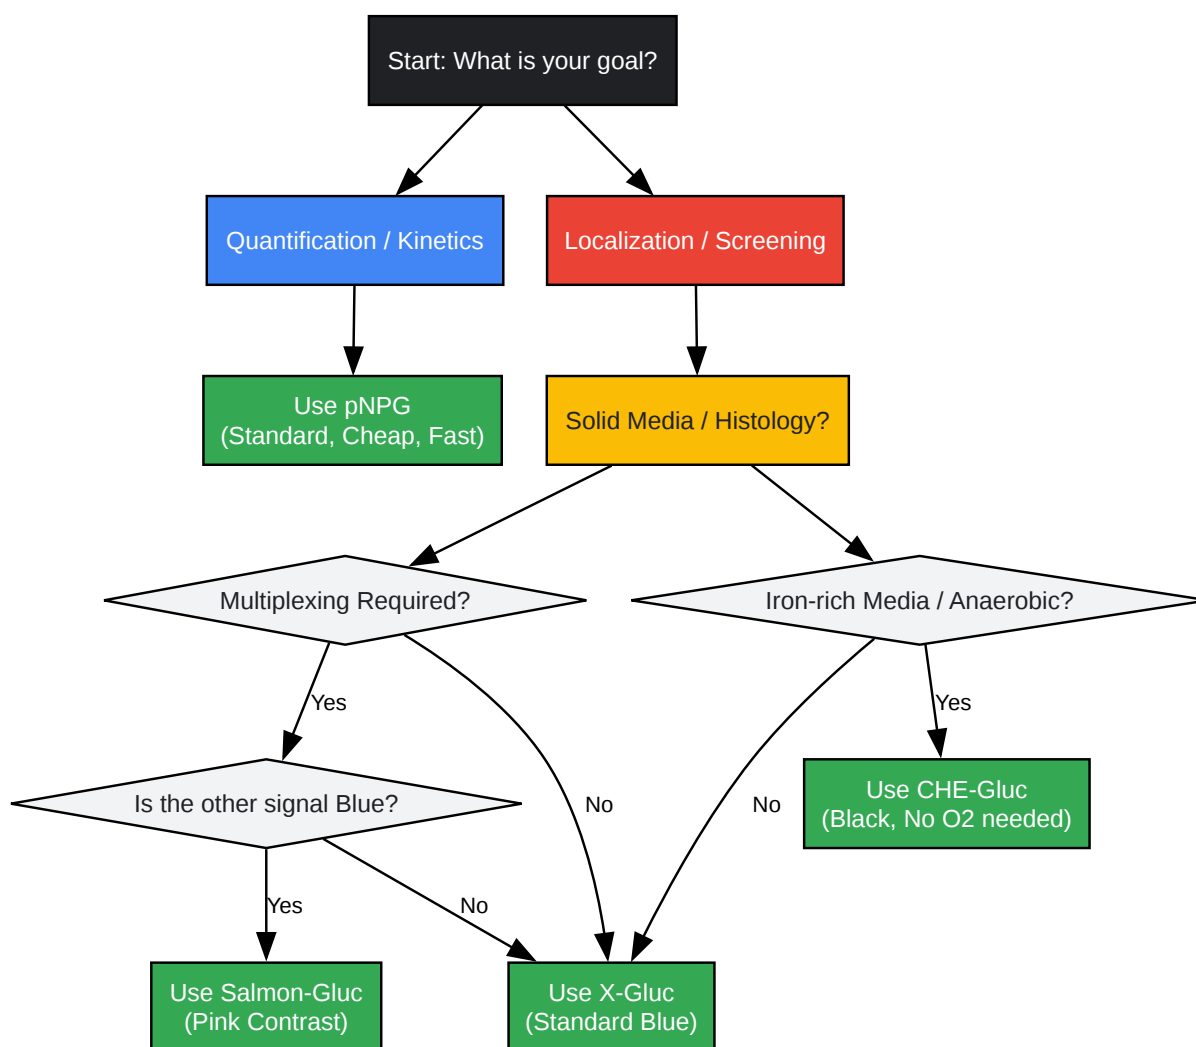 Start: What is your goal?
Quantification / Kinetics
Localization / Screening
Use pNPG
(Standard, Cheap, Fast)
Solid Media / Histology?
Multiplexing Required?
Iron-rich Media / Anaerobic?
Yes
Yes
Is the other signal Blue?
No
No
Use CHE-Gluc
(Black, No O2 needed)
Yes
No
Use Salmon-Gluc
(Pink Contrast)
Use X-Gluc
(Standard Blue)